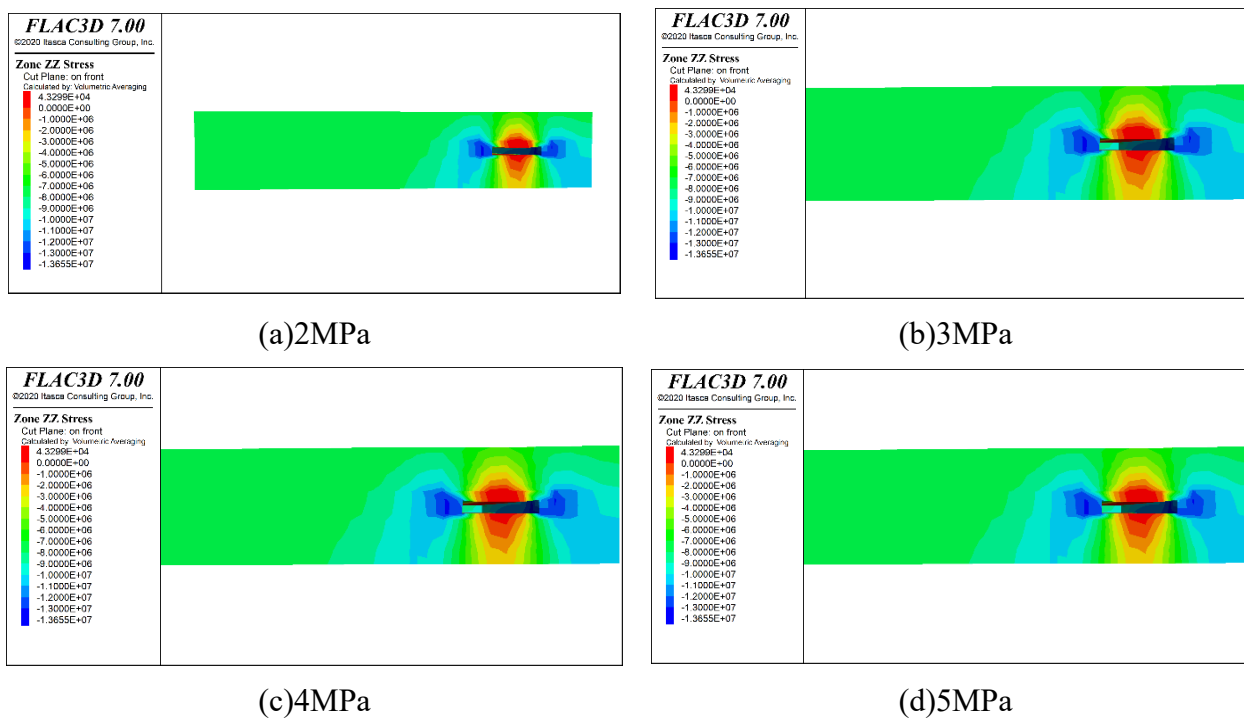 FLAC3D 7.00
©2020 Itasca Consulting Group, Inc.
Zone ZZ Stress
Cut Plane: on front
Calculated by: Volumetric Averaging
4.3299E+04
0.0000E+00
-1.0000E+06
-2.0000E+06
-3.0000E+06
-4.0000E+06
-5.0000E+06
-6.0000E+06
-7.0000E+06
-8.0000E+06
-9.0000E+06
-1.0000E+07
-1.1000E+07
-1.2000E+07
-1.3000E+07
-1.3655E+07
(a)2MPa
FLAC3D 7.00
©2020 Itasca Consulting Group, Inc.
Zone ZZ Stress
Cut Plane: on front
Calculated by: Volumetric Averaging
4.3299E+04
0.0000E+00
-1.0000E+06
-2.0000E+06
-3.0000E+06
-4.0000E+06
-5.0000E+06
-6.0000E+06
-7.0000E+06
-8.0000E+06
-9.0000E+06
-1.0000E+07
-1.1000E+07
-1.2000E+07
-1.3000E+07
-1.3655E+07
(b)3MPa
FLAC3D 7.00
©2020 Itasca Consulting Group, Inc.
Zone ZZ Stress
Cut Plane: on front
Calculated by: Volumetric Averaging
4.3299E+04
0.0000E+00
-1.0000E+06
-2.0000E+06
-3.0000E+06
-4.0000E+06
-5.0000E+06
-6.0000E+06
-7.0000E+06
-8.0000E+06
-9.0000E+06
-1.0000E+07
-1.1000E+07
-1.2000E+07
-1.3000E+07
-1.3655E+07
(c)4MPa
FLAC3D 7.00
©2020 Itasca Consulting Group, Inc.
Zone ZZ Stress
Cut Plane: on front
Calculated by: Volumetric Averaging
4.3299E+04
0.0000E+00
-1.0000E+06
-2.0000E+06
-3.0000E+06
-4.0000E+06
-5.0000E+06
-6.0000E+06
-7.0000E+06
-8.0000E+06
-9.0000E+06
-1.0000E+07
-1.1000E+07
-1.2000E+07
-1.3000E+07
-1.3655E+07
(d)5MPa